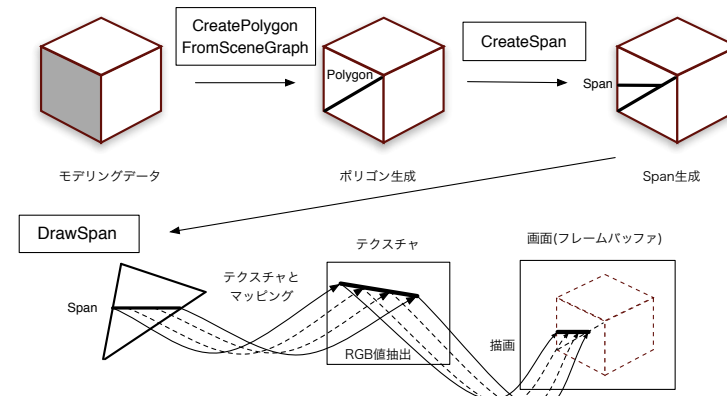 CreatePolygon
FromSceneGraph
CreateSpan
Polygon
Span
モデリングデータ
ポリゴン生成
Span生成
DrawSpan
テクスチャ
画面(フレームバッファ)
テクスチャと
マッピング
Span
RGB値抽出
描画